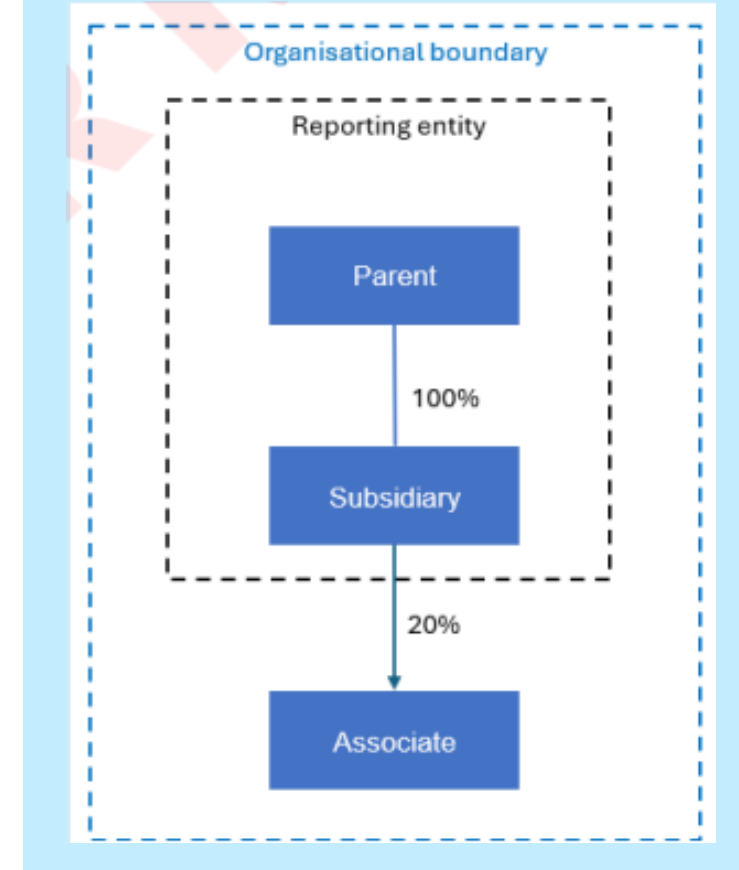 Organisational boundary
Reporting entity
Parent
100%
Subsidiary
20%
Associate